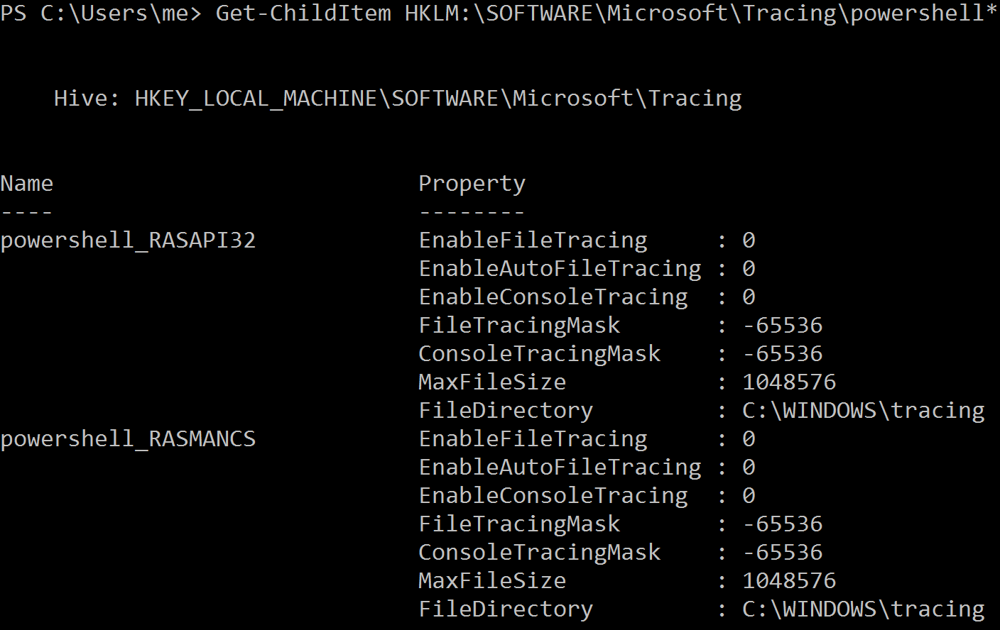 PS C:\Users\me> Get-ChildItem HKLM:\SOFTWARE\Microsoft\Tracing\powershell*
Hive: HKEY_LOCAL_MACHINE\SOFTWARE\Microsoft\Tracing
Name                           Property
----                           --------
powershell_RASAPI32            EnableFileTracing     : 0
                               EnableAutoFileTracing : 0
                               EnableConsoleTracing  : 0
                               FileTracingMask       : -65536
                               ConsoleTracingMask    : -65536
                               MaxFileSize           : 1048576
                               FileDirectory         : C:\WINDOWS\tracing
powershell_RASMANCS            EnableFileTracing     : 0
                               EnableAutoFileTracing : 0
                               EnableConsoleTracing  : 0
                               FileTracingMask       : -65536
                               ConsoleTracingMask    : -65536
                               MaxFileSize           : 1048576
                               FileDirectory         : C:\WINDOWS\tracing